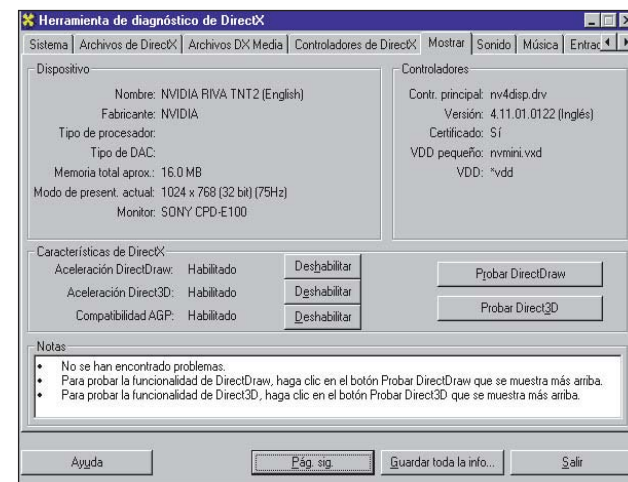 Herramienta de diagnóstico de DirectX
Sistema Archivos de DirectX Archivos DX Media Controladores de DirectX Mostrar Sonido Música Entrac
Dispositivo
Nombre: NVIDIA RIVA TNT2 (English)
Fabricante: NVIDIA
Tipo de procesador:
Tipo de DAC:
Memoria total aprox.: 16.0 MB
Modo de present. actual: 1024 x 768 (32 bit) (75Hz)
Monitor: SONY CPD-E100
Controladores
Contr. principal: nv4disp.drv
Versión: 4.11.01.0122 (Inglés)
Certificado: Sí
VDD pequeño: nvmini.vxd
VDD: *vdd
Características de DirectX
Aceleración DirectDraw: Habilitado Deshabilitar
Aceleración Direct3D: Habilitado Deshabilitar
Compatibilidad AGP: Habilitado Deshabilitar
Probar DirectDraw
Probar Direct3D
Notas
• No se han encontrado problemas.
• Para probar la funcionalidad de DirectDraw, haga clic en el botón Probar DirectDraw que se muestra más arriba.
• Para probar la funcionalidad de Direct3D, haga clic en el botón Probar Direct3D que se muestra más arriba.
Ayuda Pág. sig. Guardar toda la info... Salir